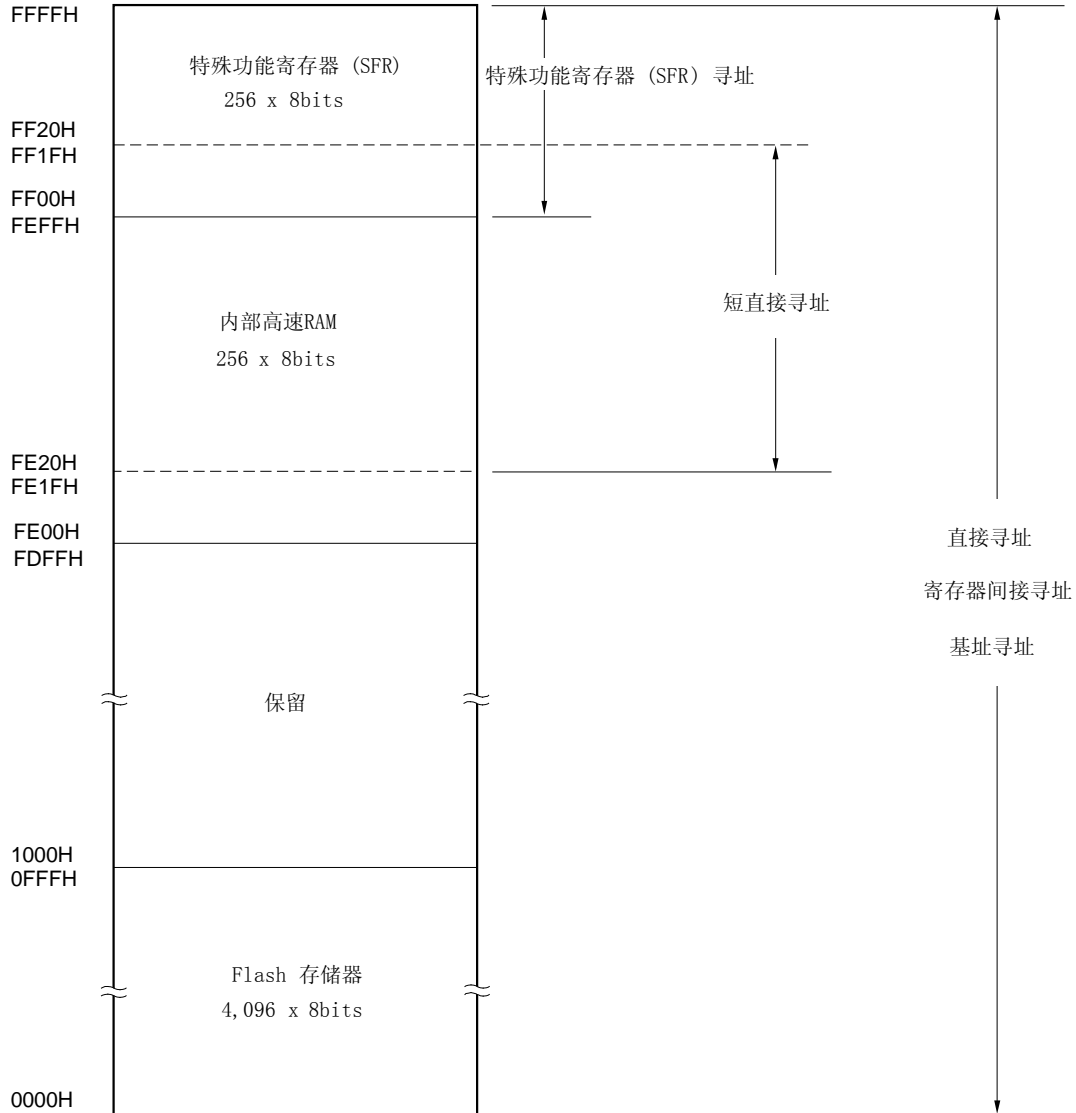 FFFFH
特殊功能寄存器 (SFR)
256 x 8bits
特殊功能寄存器 (SFR) 寻址
FF20H
FF1FH
FF00H
FEFFH
短直接寻址
内部高速RAM
256 x 8bits
FE20H
FE1FH
FE00H
FDFFH
直接寻址
寄存器间接寻址
基址寻址
保留
1000H
0FFFH
Flash 存储器
4,096 x 8bits
0000H